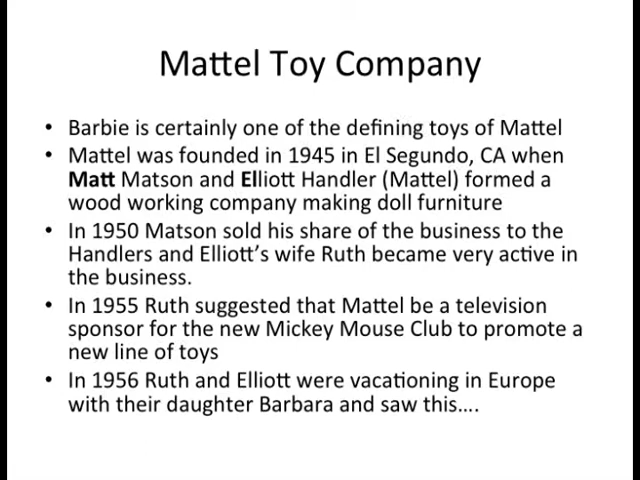 Mattel Toy Company
• Barbie is certainly one of the defining toys of Mattel
• Mattel was founded in 1945 in El Segundo, CA when
Matt Matson and Elliott Handler (Mattel) formed a
wood working company making doll furniture
• In 1950 Matson sold his share of the business to the
Handlers and Elliott’s wife Ruth became very active in
the business.
• In 1955 Ruth suggested that Mattel be a television
sponsor for the new Mickey Mouse Club to promote a
new line of toys
• In 1956 Ruth and Elliott were vacationing in Europe
with their daughter Barbara and saw this….